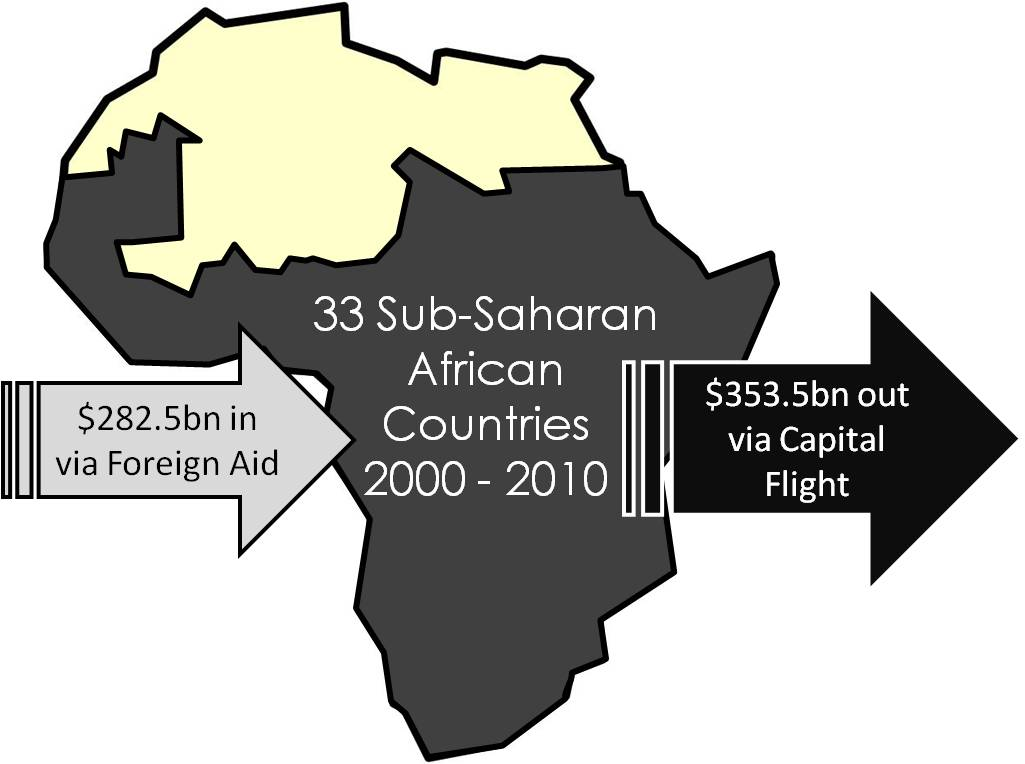 33 Sub-Saharan
African
Countries
2000 - 2010
$282.5bn in
via Foreign Aid
$353.5bn out
via Capital
Flight